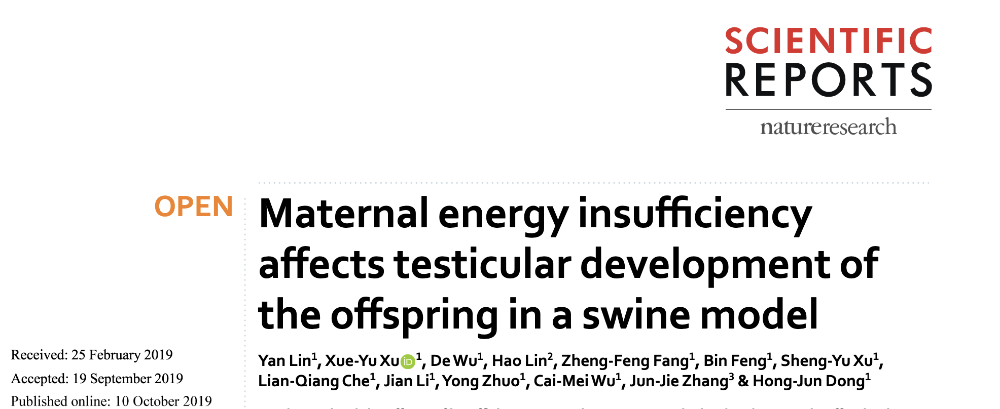 SCIENTIFIC
REPORTS
natureresearch
OPEN
Maternal energy insufficiency
affects testicular development of
the offspring in a swine model
Received: 25 February 2019
Accepted: 19 September 2019
Published online: 10 October 2019
Yan Lin¹, Xue-Yu Xu iD ¹, De Wu¹, Hao Lin², Zheng-Feng Fang¹, Bin Feng¹, Sheng-Yu Xu¹,
Lian-Qiang Che¹, Jian Li¹, Yong Zhuo¹, Cai-Mei Wu¹, Jun-Jie Zhang³ & Hong-Jun Dong¹